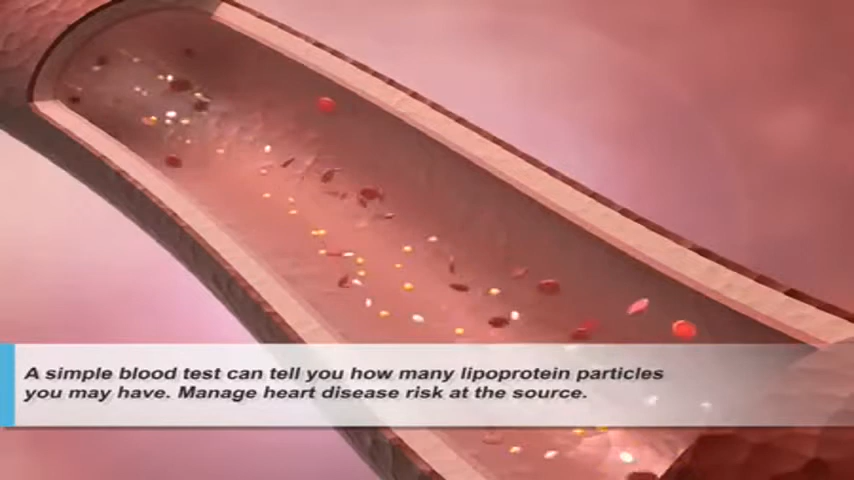 A simple blood test can tell you how many lipoprotein particles
you may have. Manage heart disease risk at the source.